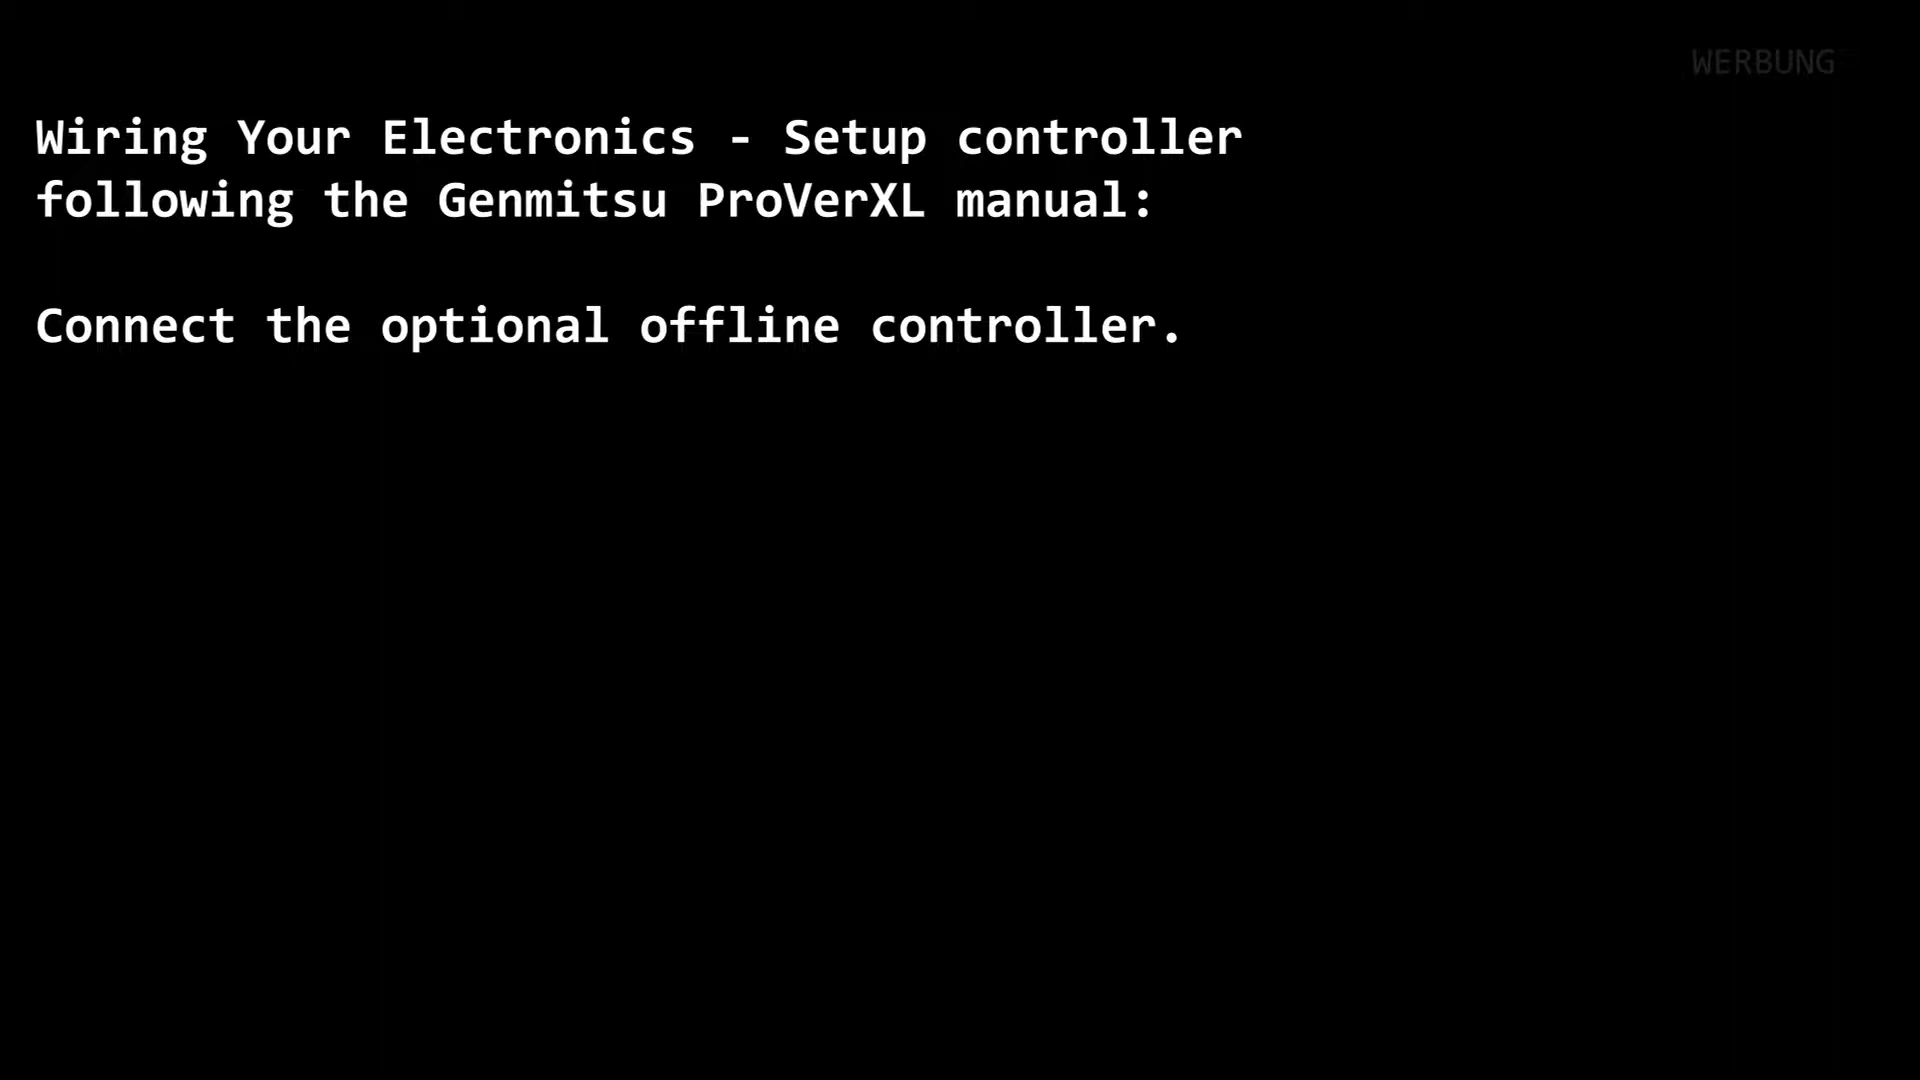 WERBUNG
Wiring Your Electronics - Setup controller
following the Genmitsu ProVerXL manual:
Connect the optional offline controller.